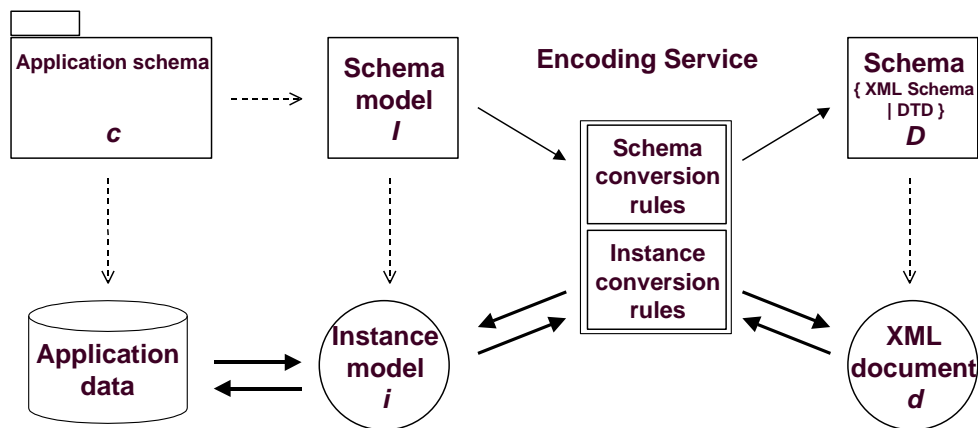 Application schema
c
Schema
model
I
Encoding Service
Schema
{ XML Schema
| DTD }
D
Schema
conversion
rules
Instance
conversion
rules
Application
data
Instance
model
i
XML
document
d